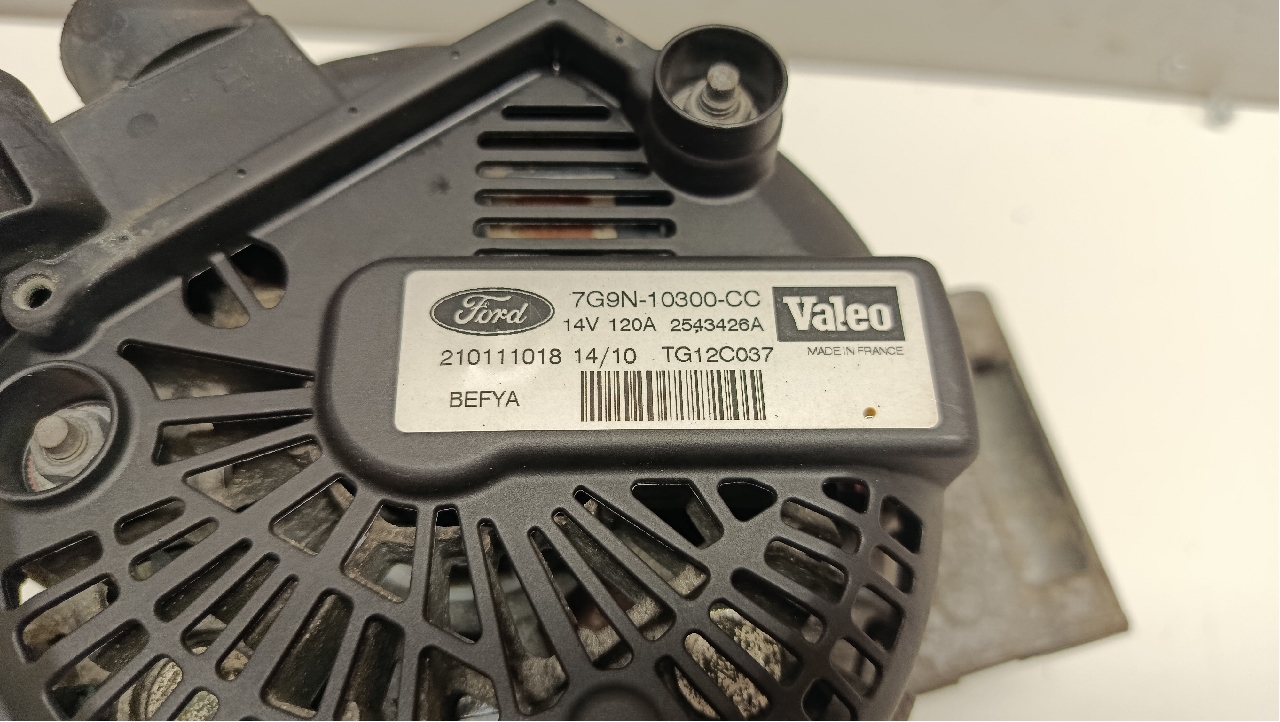 Ford 7G9N-10300-CC Valeo
14V 120A 2543426A
MADE IN FRANCE
210111018 14/10 TG12C037
BEFYA